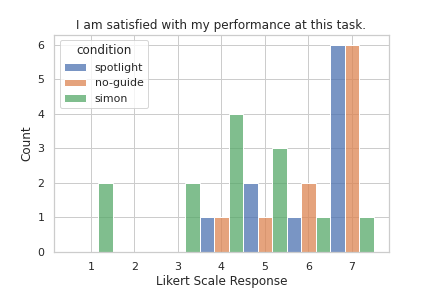 I am satisfied with my performance at this task.
condition
spotlight
no-guide
simon
Count
6
5
4
3
2
1
0
1 2 3 4 5 6 7
Likert Scale Response